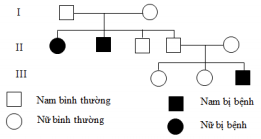 I
II
III
Nam bình thường
Nam bị bệnh
Nữ bình thường
Nữ bị bệnh